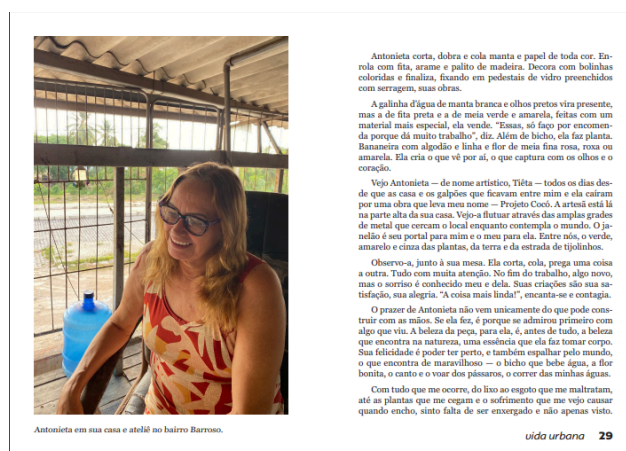 Antonieta corta, dobra e cola manta e papel de toda cor. En-
rola com fita, arame e palito de madeira. Decora com bolinhas
coloridas e finaliza, fixando em pedestais de vidro preenchidos
com serragem, suas obras.
A galinha d'água de manta branca e olhos pretos vira presente,
mas a de fita preta e a de meia verde e amarela, feitas com um
material mais especial, ela vende. “Essas, só faço por encomen-
da porque dá muito trabalho”, diz. Além de bicho, ela faz planta.
Bananeira com algodão e linha e flor de meia fina rosa, roxa ou
amarela. Ela cria o que vê por aí, o que captura com os olhos e o
coração.
Vejo Antonieta — de nome artístico, Tiêta — todos os dias des-
de que as casa e os galpões que ficavam entre mim e ela caíram
por uma obra que leva meu nome — Projeto Cocó. A artesã está lá
na parte alta da sua casa. Vejo-a flutuar através das amplas grades
de metal que cercam o local enquanto contempla o mundo. O ja-
nelão é seu portal para mim e o meu para ela. Entre nós, o verde,
amarelo e cinza das plantas, da terra e da estrada de tijolinhos.
Observo-a, junto à sua mesa. Ela corta, cola, prega uma coisa
a outra. Tudo com muita atenção. No fim do trabalho, algo novo,
mas o sorriso é conhecido meu e dela. Suas criações são sua sa-
tisfação, sua alegria. “A coisa mais linda!”, encanta-se e contagia.
O prazer de Antonieta não vem unicamente do que pode cons-
truir com as mãos. Se ela fez, é porque se admirou primeiro com
algo que viu. A beleza da peça, para ela, é, antes de tudo, a beleza
que encontra na natureza, uma essência que ela faz tomar corpo.
Sua felicidade é poder ter perto, e também espalhar pelo mundo,
o que encontra de maravilhoso — o bicho que bebe água, a flor
bonita, o canto e o voar dos pássaros, o correr das minhas águas.
Com tudo que me ocorre, do lixo ao esgoto que me maltratam,
até as plantas que me cegam e o sofrimento que me vejo causar
quando encho, sinto falta de ser enxergado e não apenas visto.
Antonieta em sua casa e ateliê no bairro Barroso.
vida urbana 29